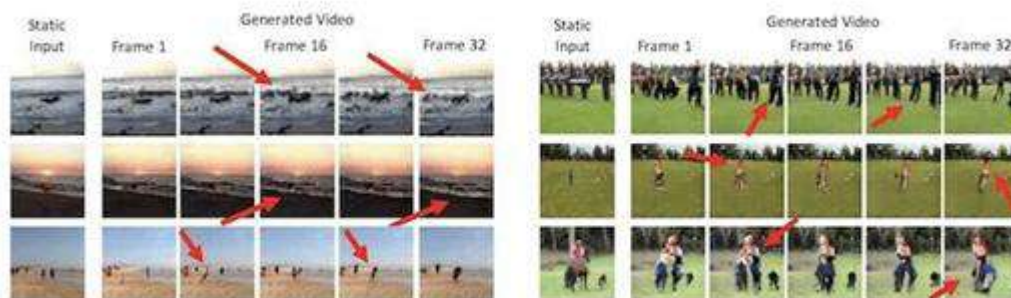 Static
Input
Generated Video
Frame 1
Frame 16
Frame 32
Static
Input
Generated Video
Frame 1
Frame 16
Frame 32